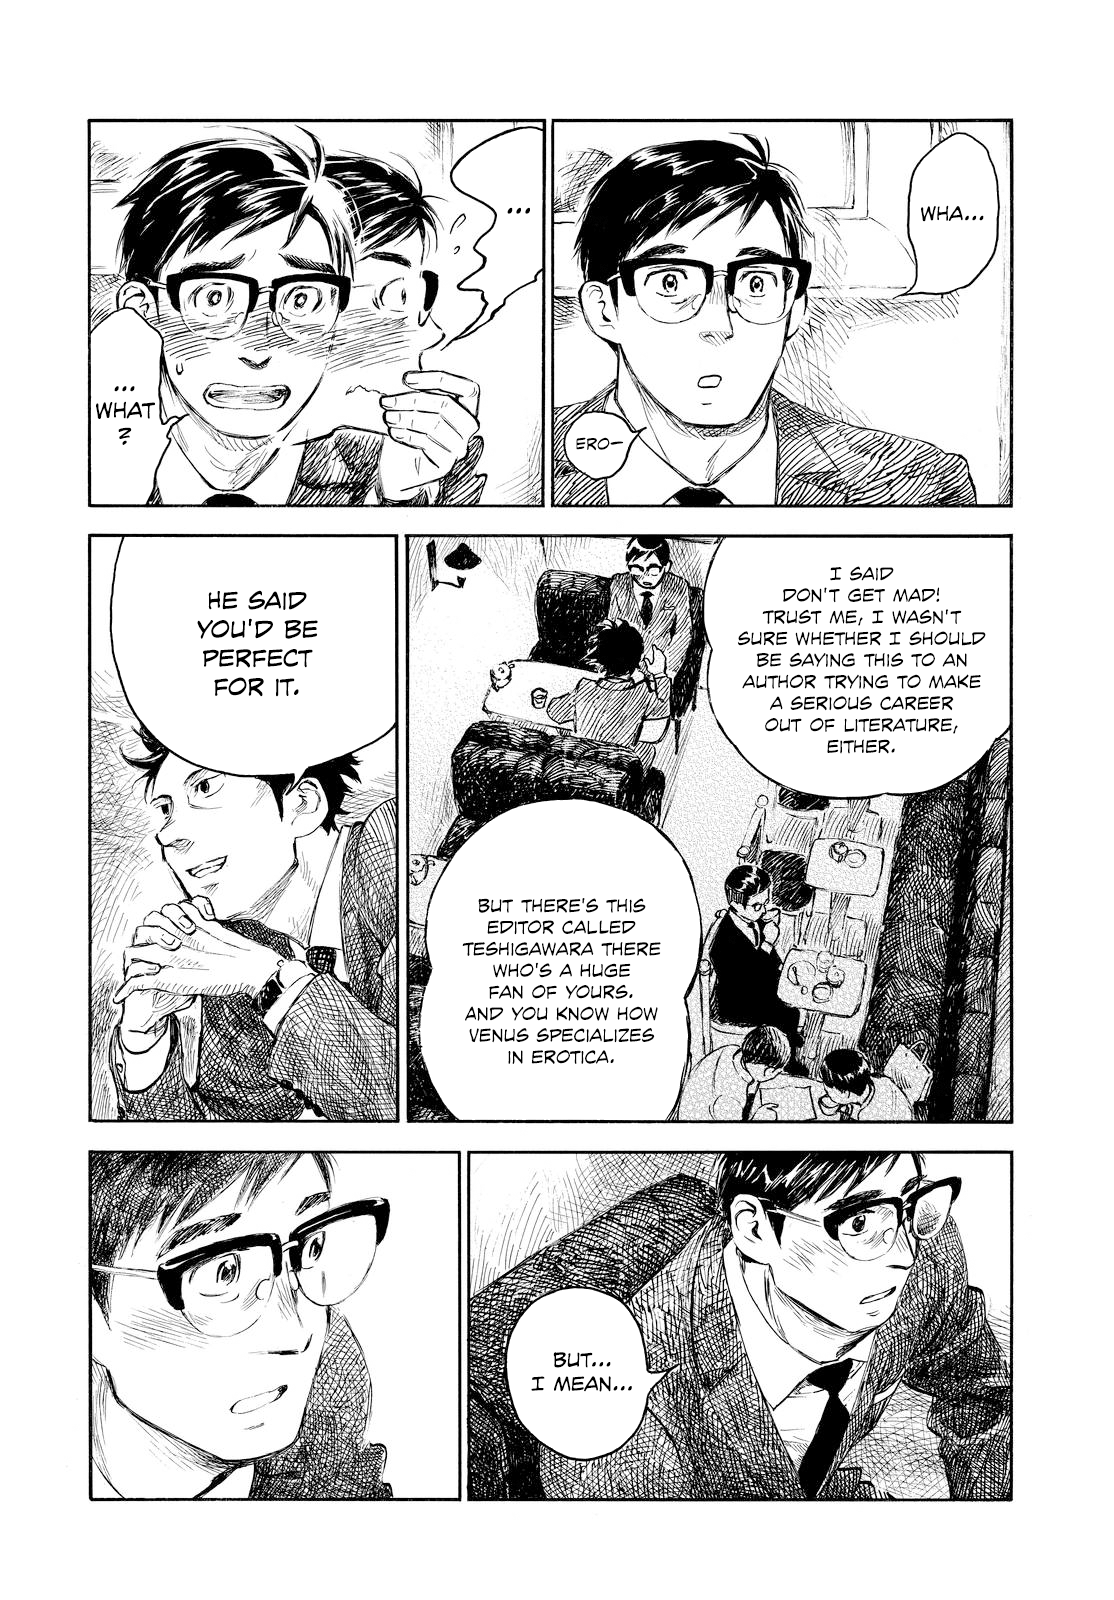 WHA...
ERO-
...
...
WHAT
?
I SAID
DON'T GET MAD!
TRUST ME, I WASN'T
SURE WHETHER I SHOULD
BE SAYING THIS TO AN
AUTHOR TRYING TO MAKE
A SERIOUS CAREER
OUT OF LITERATURE,
EITHER.
BUT THERE'S THIS
EDITOR CALLED
TESHIGAWARA THERE
WHO'S A HUGE
FAN OF YOURS.
AND YOU KNOW HOW
VENUS SPECIALIZES
IN EROTICA.
HE SAID
YOU'D BE
PERFECT
FOR IT.
BUT...
I MEAN...